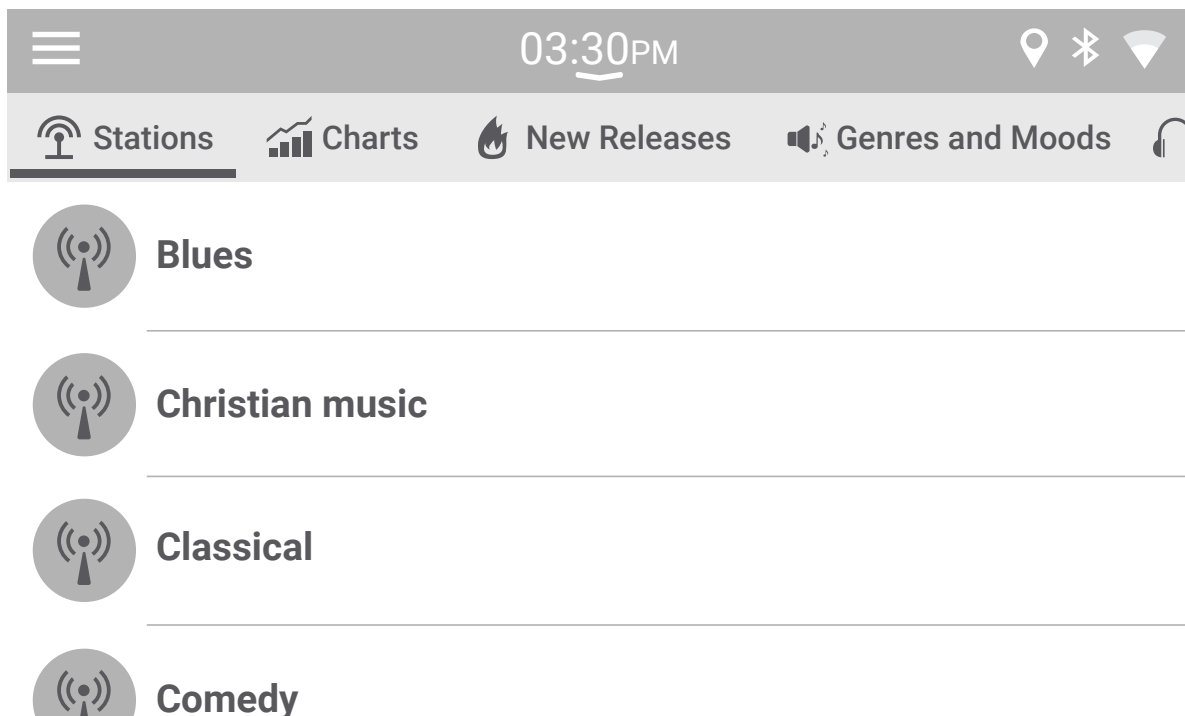 03:30PM
Stations Charts New Releases Genres and Moods
Blues
Christian music
Classical
Comedy